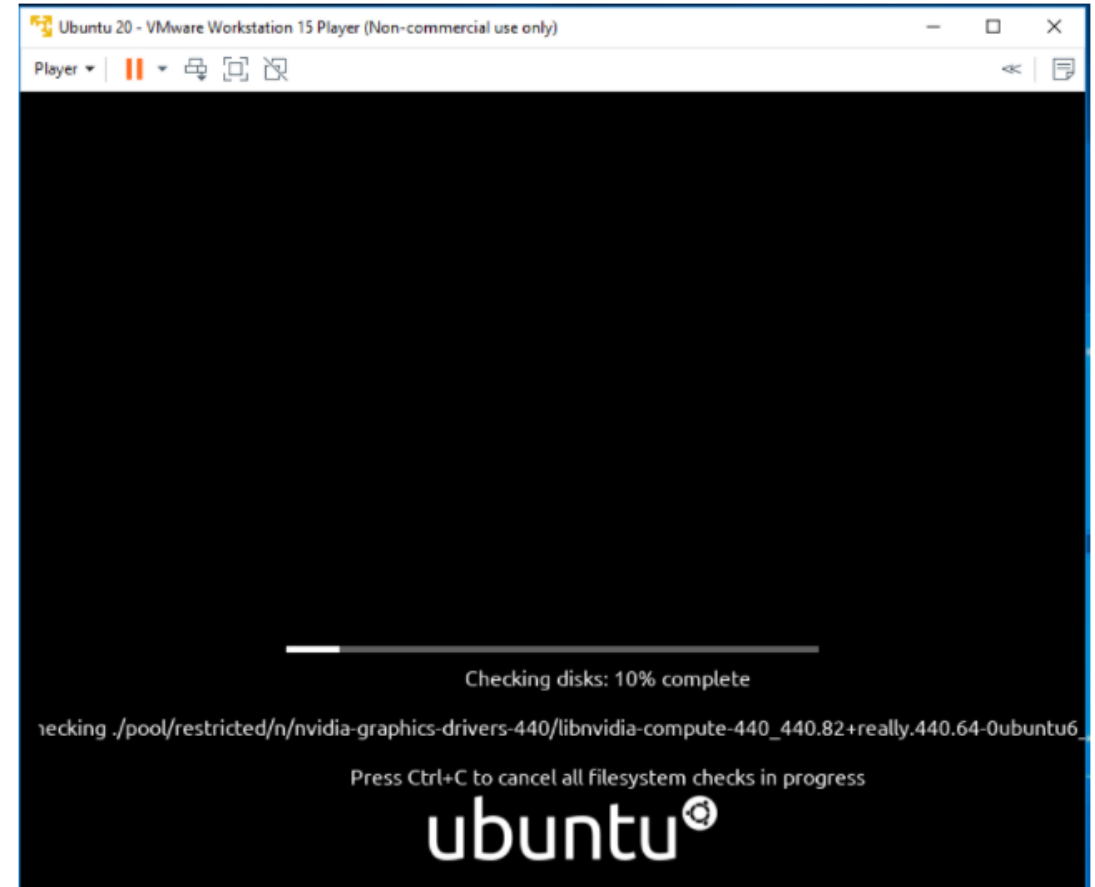 Ubuntu 20 - VMware Workstation 15 Player (Non-commercial use only)
Player
Checking disks: 10% complete
hecking ./pool/restricted/n/nvidia-graphics-drivers-440/libnvidia-compute-440_440.82+really.440.64-0ubuntu6_
Press Ctrl+C to cancel all filesystem checks in progress
ubuntu